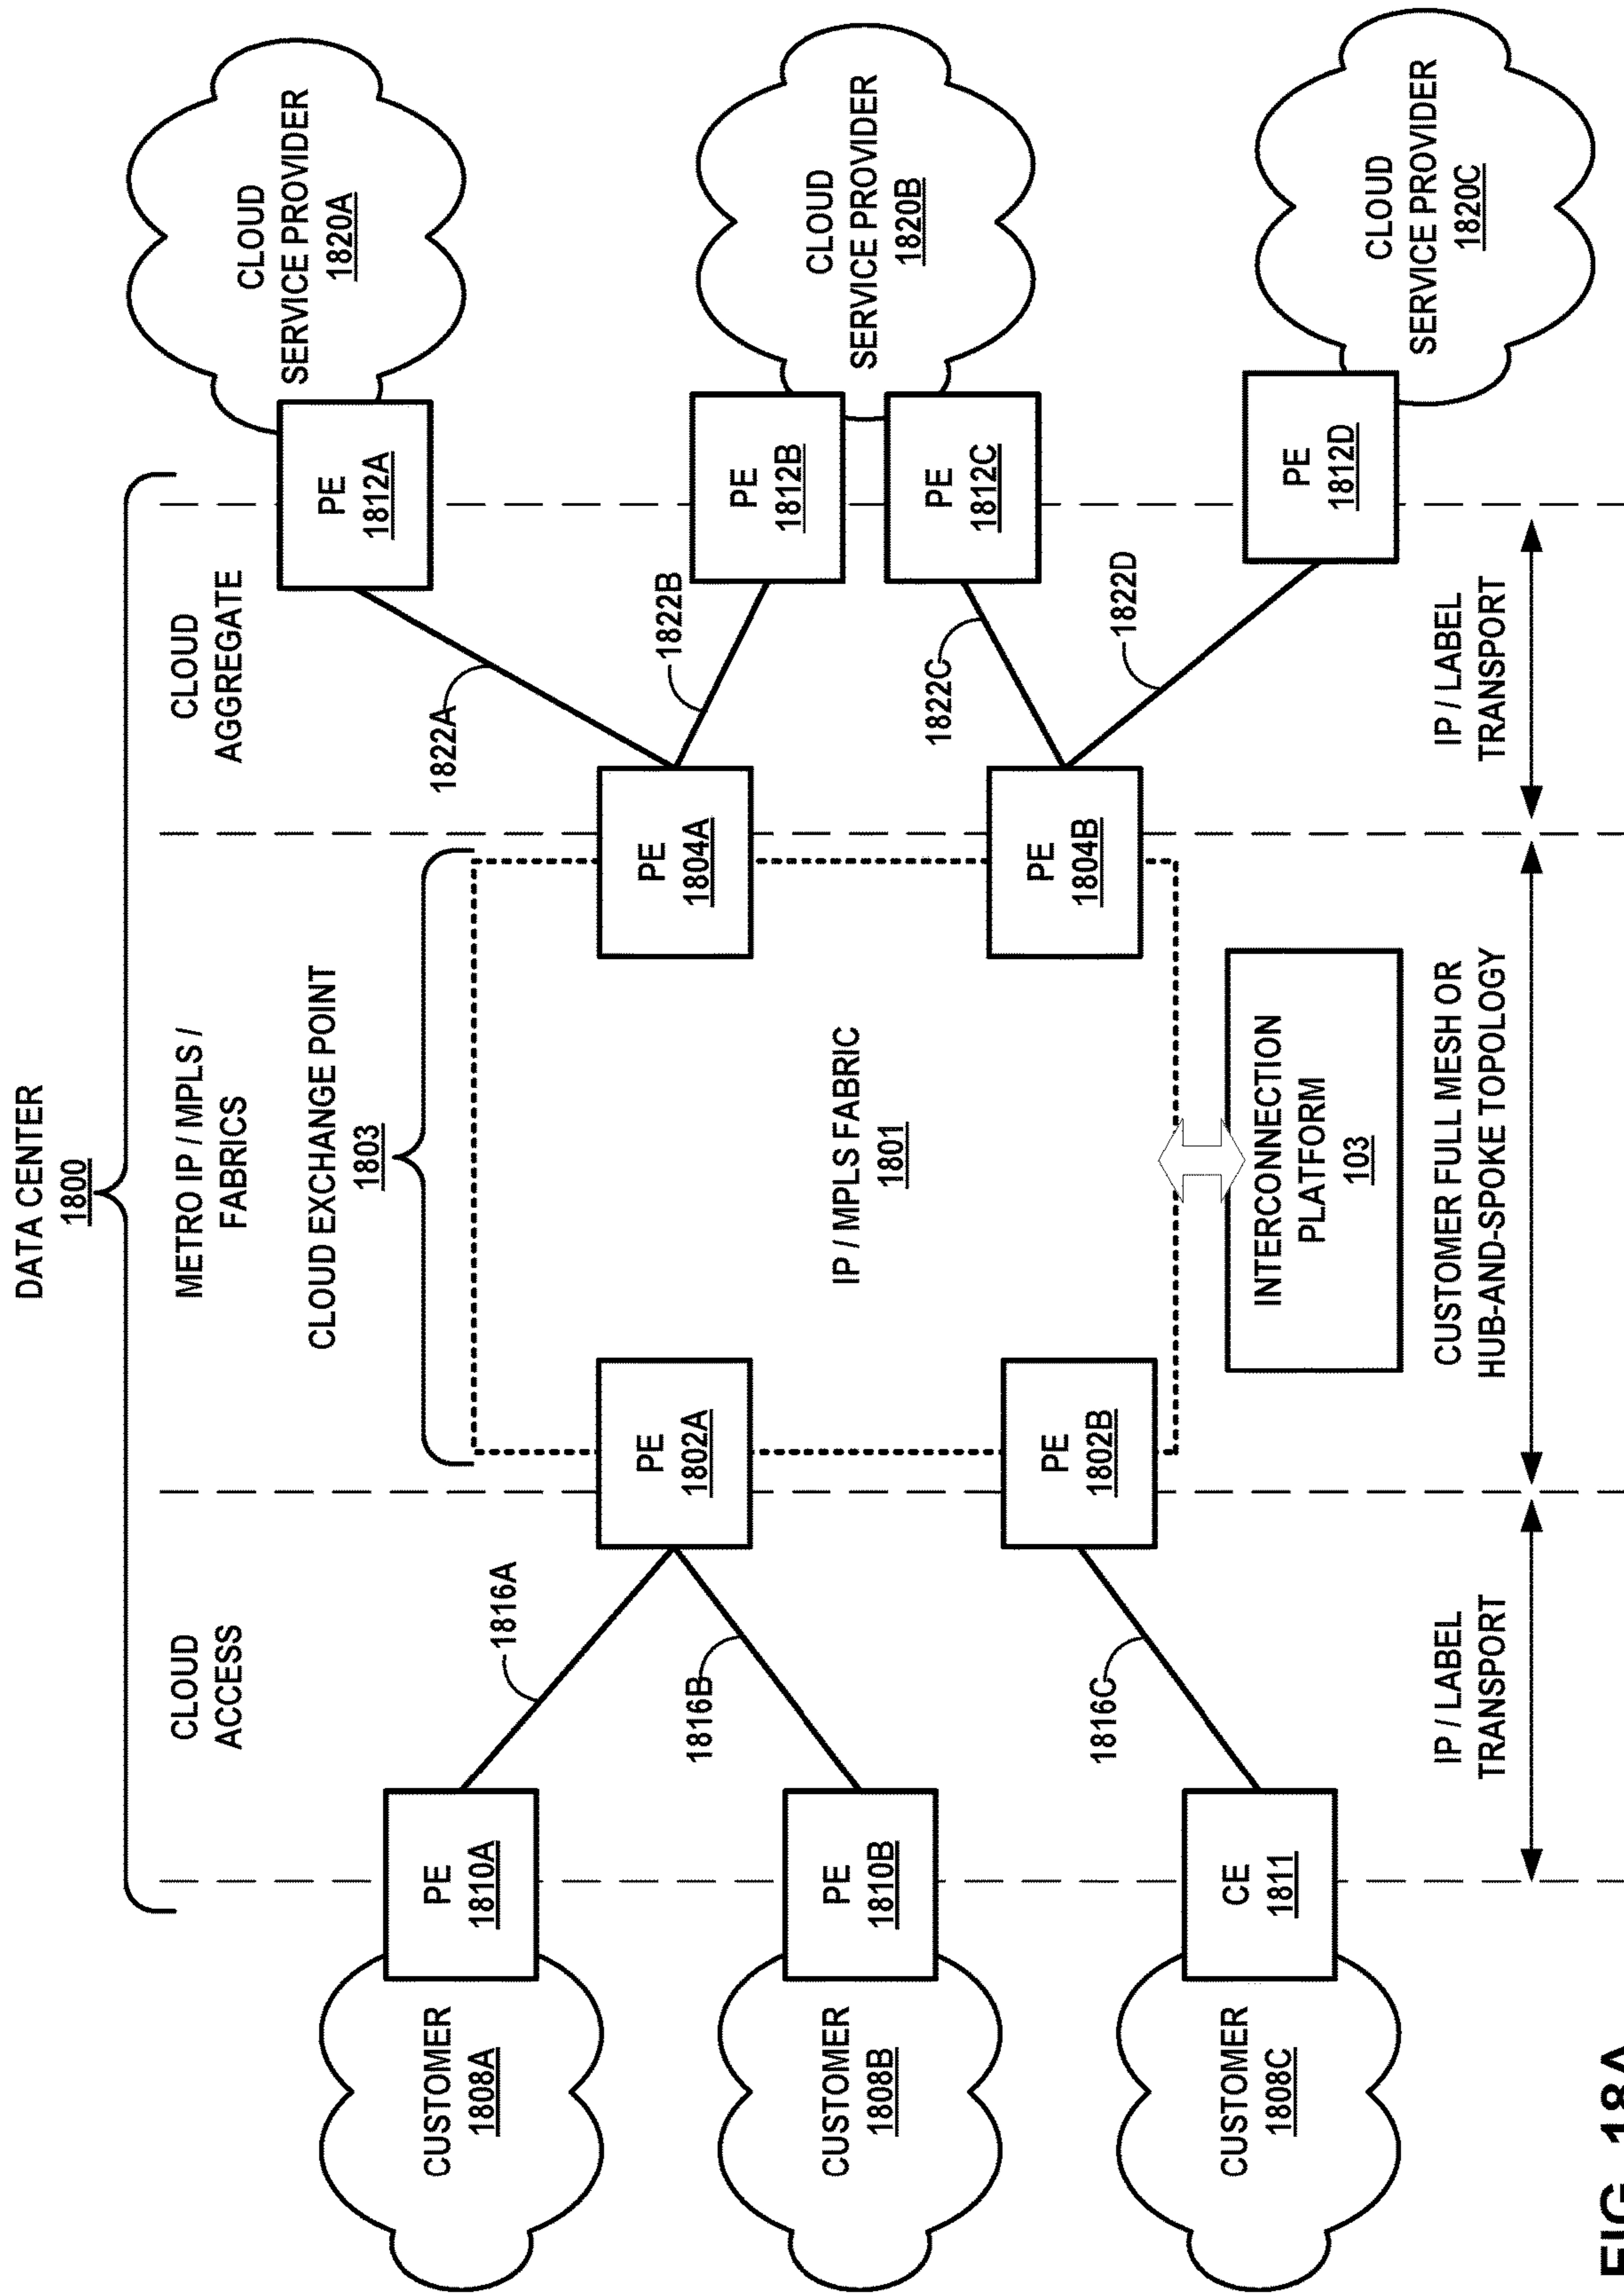 DATA CENTER
1800
CLOUD
ACCESS
METRO IP / MPLS /
FABRICS
CLOUD
AGGREGATE
CLOUD EXCHANGE POINT
1803
CUSTOMER
1808A
PE
1810A
1816A
PE
1802A
PE
1804A
1822A
PE
1812A
CLOUD
SERVICE PROVIDER
1820A
CUSTOMER
1808B
PE
1810B
1816B
IP / MPLS FABRIC
1801
1822B
PE
1812B
CLOUD
SERVICE PROVIDER
1820B
PE
1812C
1822C
CUSTOMER
1808C
CE
1811
1816C
PE
1802B
PE
1804B
1822D
PE
1812D
CLOUD
SERVICE PROVIDER
1820C
INTERCONNECTION
PLATFORM
103
IP / LABEL
TRANSPORT
CUSTOMER FULL MESH OR
HUB-AND-SPOKE TOPOLOGY
IP / LABEL
TRANSPORT
FIG. 18A